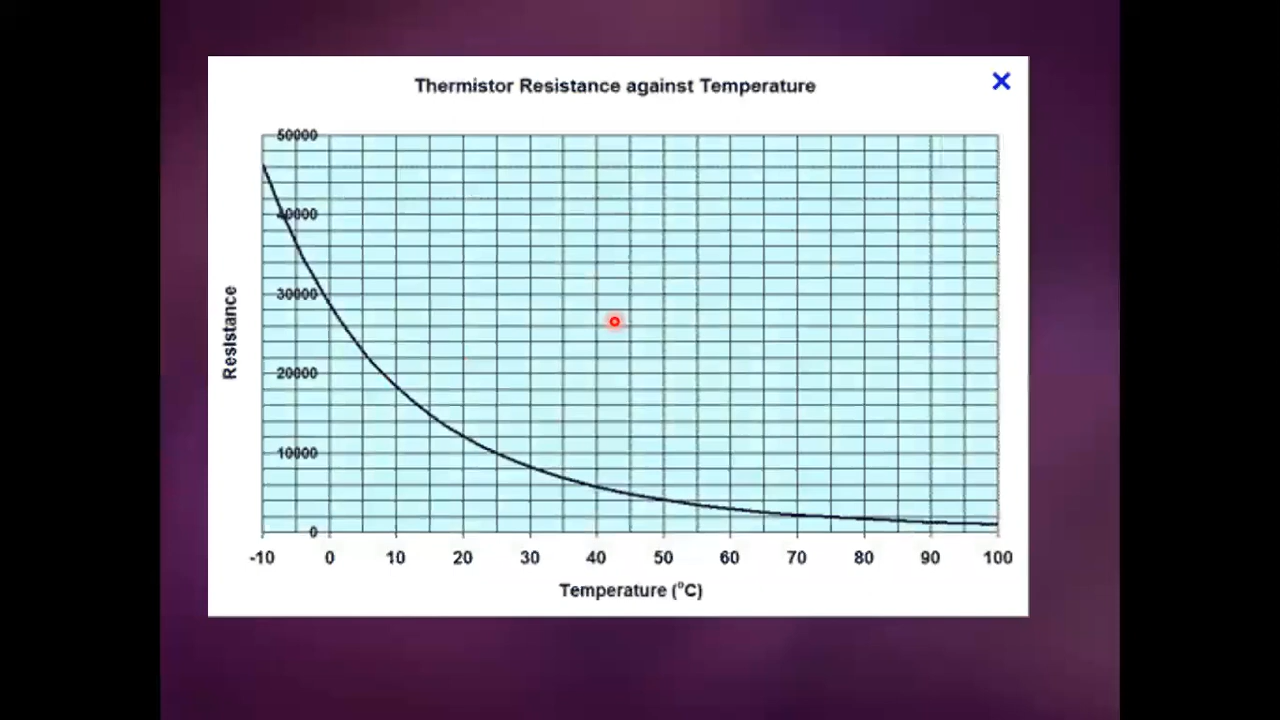 Thermistor Resistance against Temperature
50000
40000
30000
20000
10000
0
Resistance
-10 0 10 20 30 40 50 60 70 80 90 100
Temperature (°C)